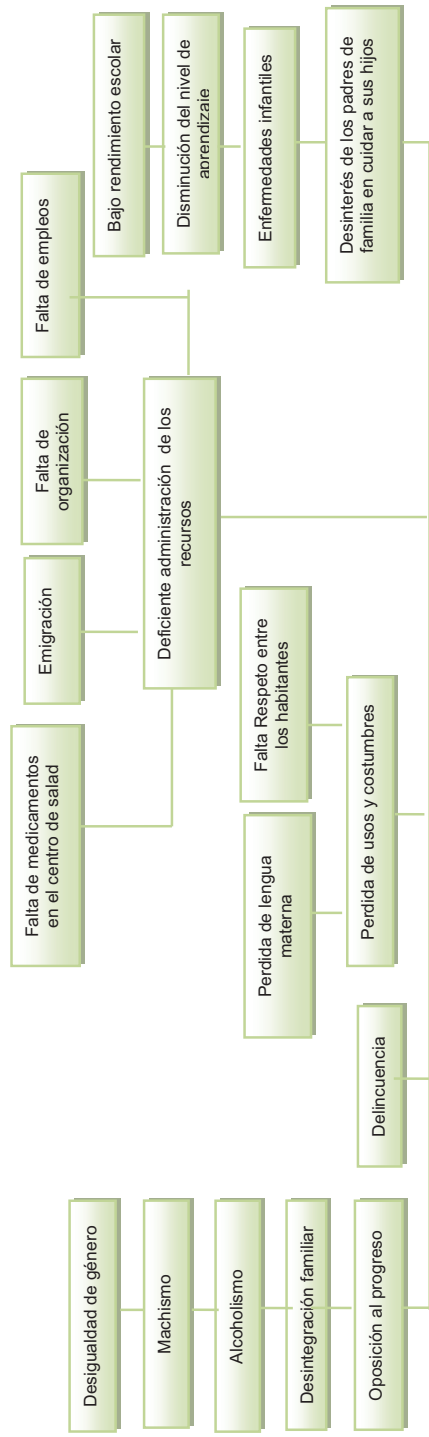 Desigualdad de género
Machismo
Alcoholismo
Desintegración familiar
Oposición al progreso
Delincuencia
Perdida de lengua
materna
Falta Respeto entre
los habitantes
Perdida de usos y costumbres
Falta de medicamentos
en el centro de salad
Emigración
Falta de
organización
Falta de empleos
Deficiente administración de los
recursos
Bajo rendimiento escolar
Disminución del nivel de
aprendizaje
Enfermedades infantiles
Desinterés de los padres de
familia en cuidar a sus hijos